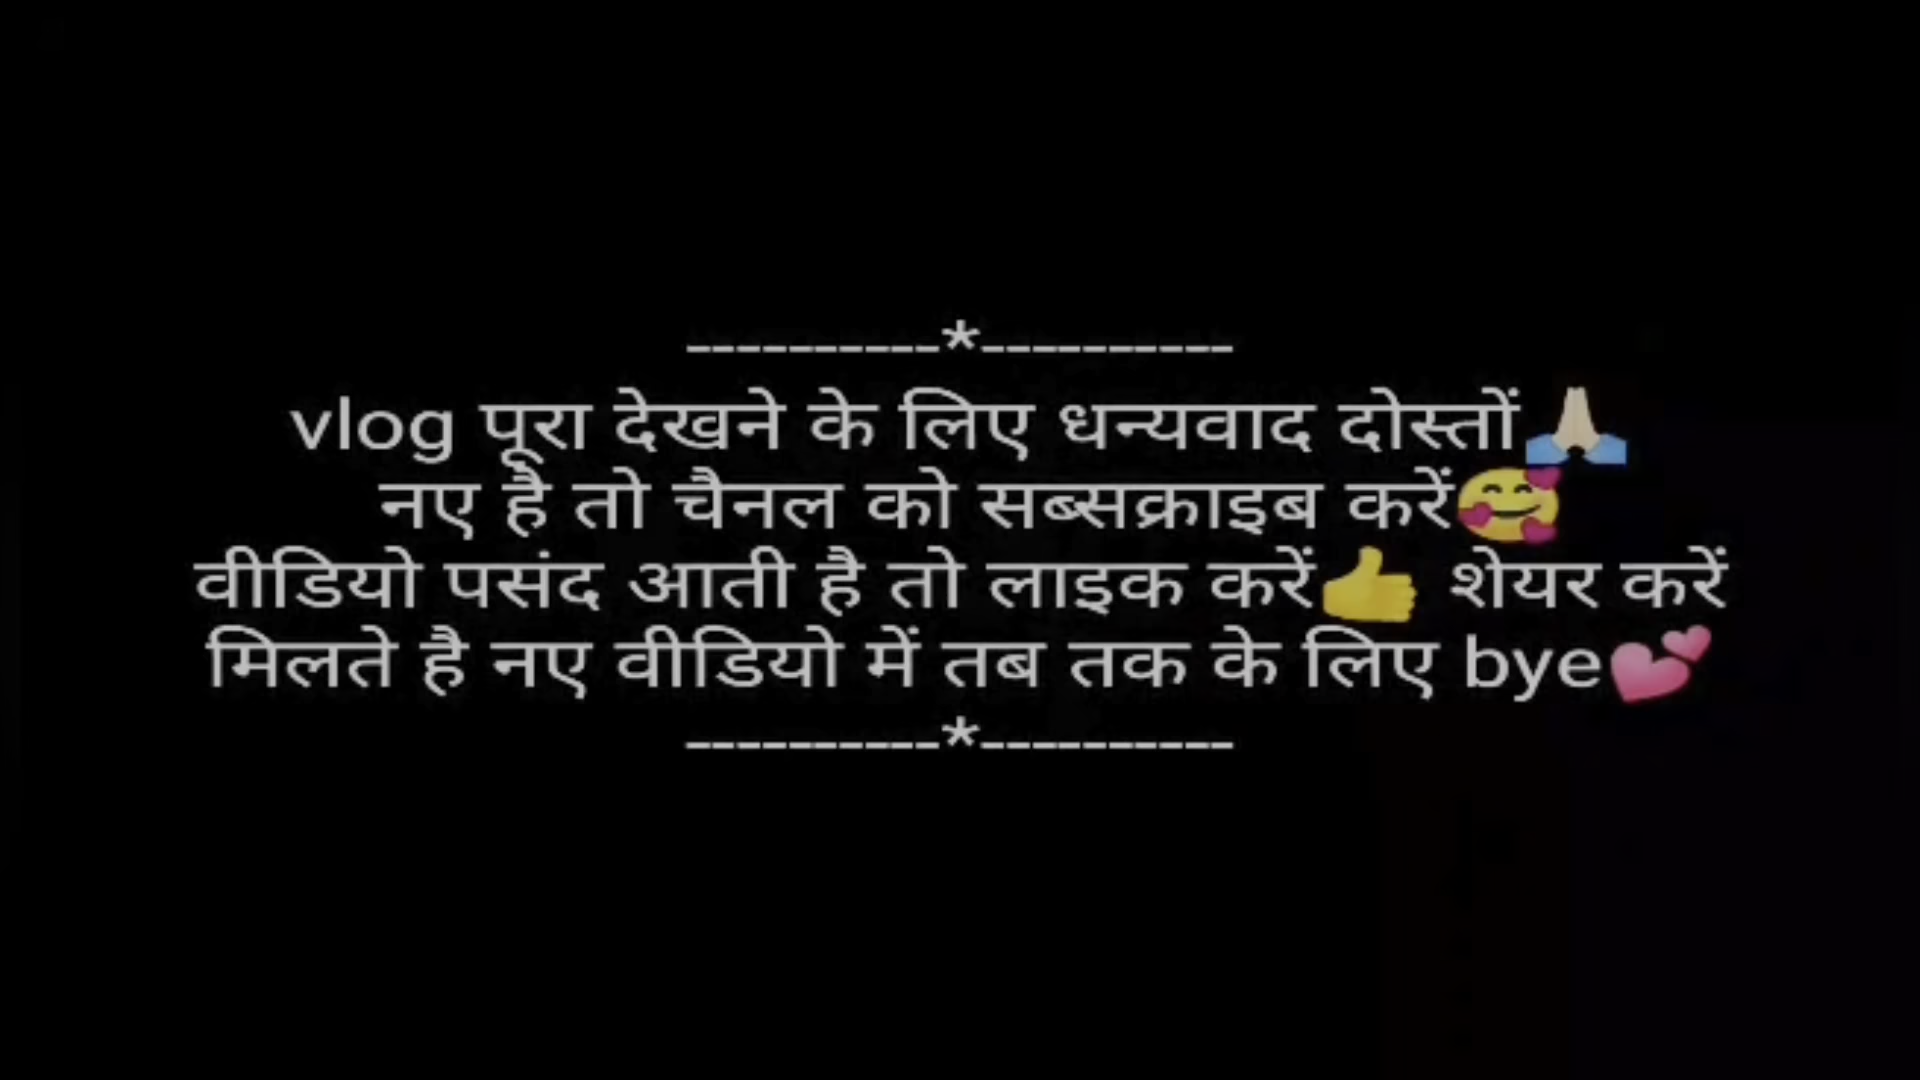 ----------*----------
vlog पूरा देखने के लिए धन्यवाद दोस्तों🙏🏻
नए है तो चैनल को सब्सक्राइब करें🥰
वीडियो पसंद आती है तो लाइक करें👍 शेयर करें
मिलते है नए वीडियो में तब तक के लिए bye💕
----------*----------